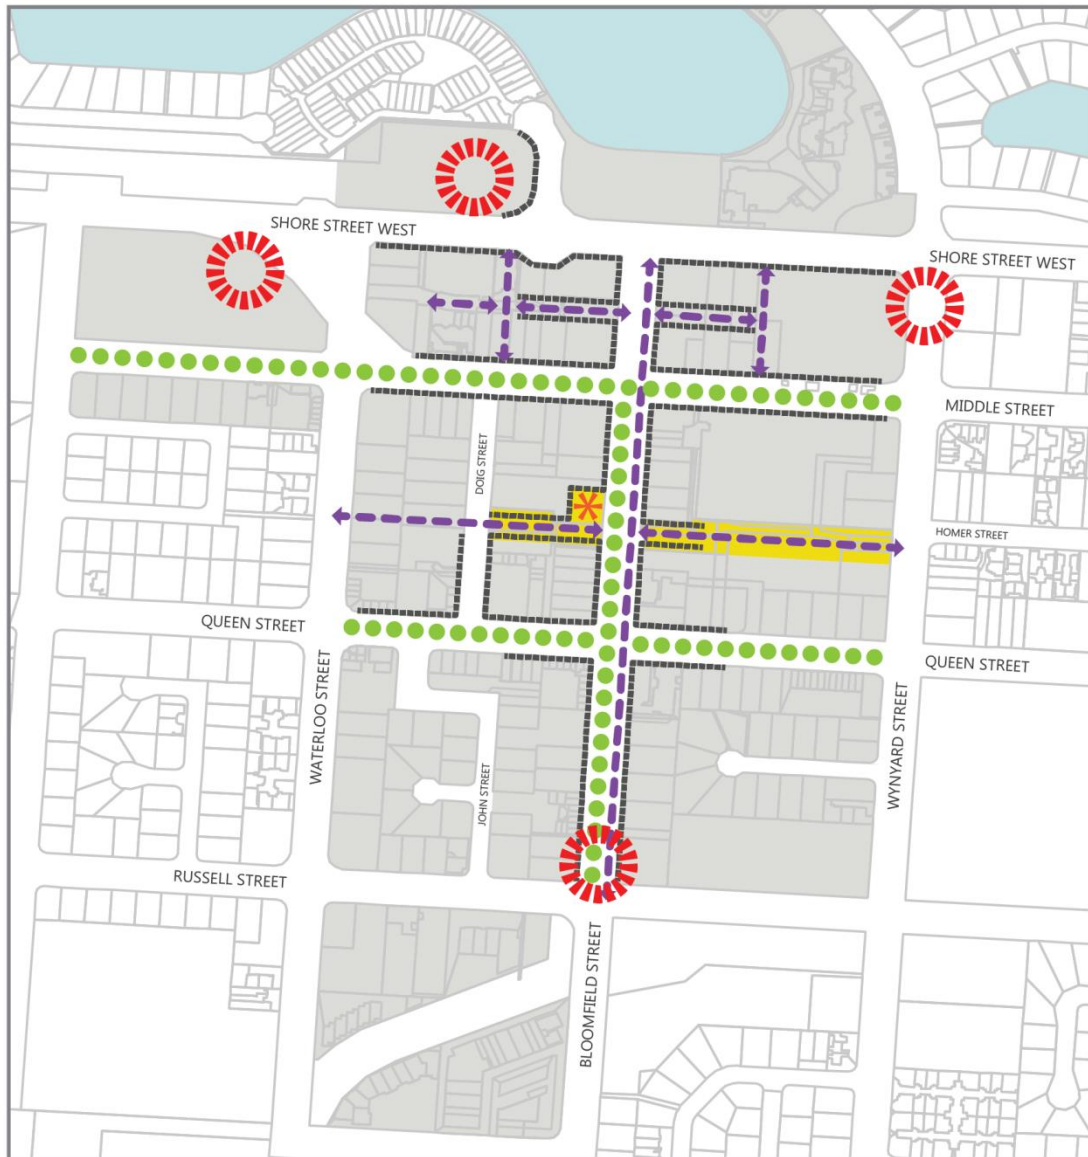 SHORE STREET WEST
SHORE STREET WEST
MIDDLE STREET
DOIG STREET
HOMER STREET
QUEEN STREET
QUEEN STREET
WATERLOO STREET
WYNYARD STREET
JOHN STREET
RUSSELL STREET
BLOOMFIELD STREET